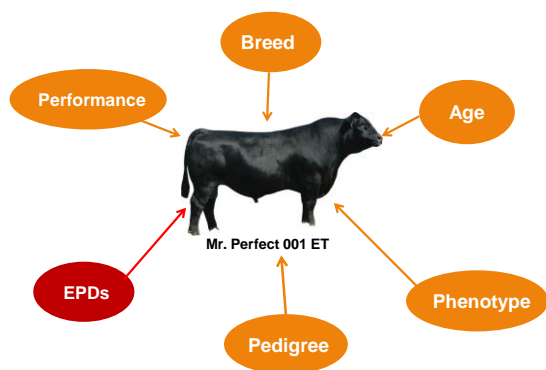 Breed
Performance
Age
Mr. Perfect 001 ET
EPDs
Phenotype
Pedigree